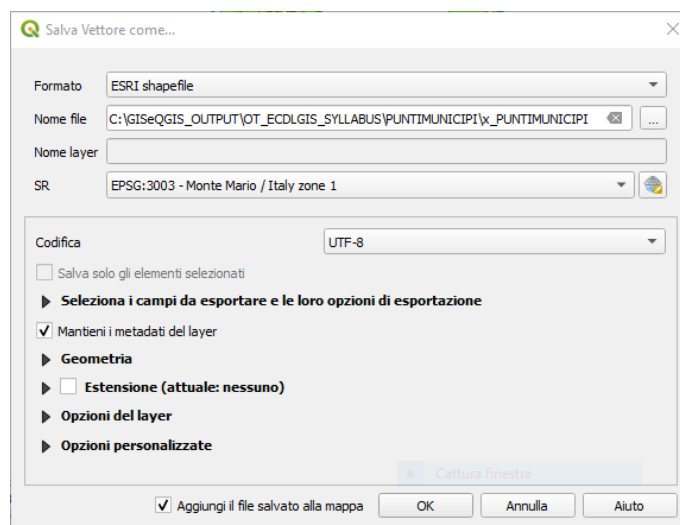 Salva Vettore come...
Formato ESRI shapefile
Nome file C:\GISeQGIS_OUTPUT\OT_ECDLGIS_SYLLABUS\PUNTIMUNICIPI\x_PUNTIMUNICIPI ...
Nome layer
SR EPSG:3003 - Monte Mario / Italy zone 1
Codifica UTF-8
Salva solo gli elementi selezionati
Seleziona i campi da esportare e le loro opzioni di esportazione
Mantieni i metadati del layer
Geometria
Estensione (attuale: nessuno)
Opzioni del layer
Opzioni personalizzate
Cattura finestra
Aggiungi il file salvato alla mappa OK Annulla Aiuto